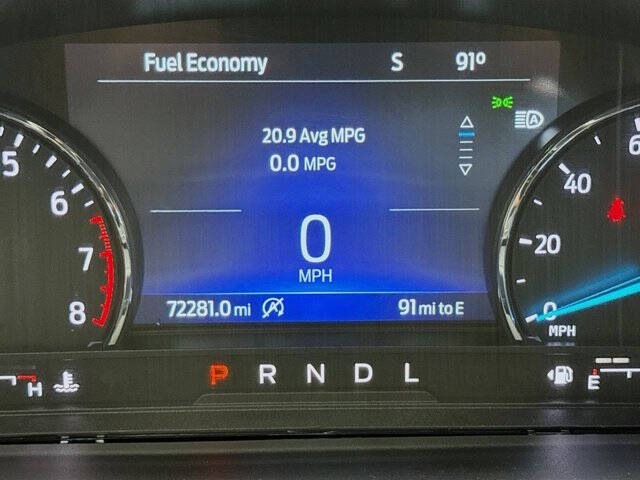 Fuel Economy S 91°
A
20.9 Avg MPG
0.0 MPG
5
6
7
8
0
MPH
72281.0 mi A 91 mi to E
6
40
20
0
MPH
P R N D L
H
E